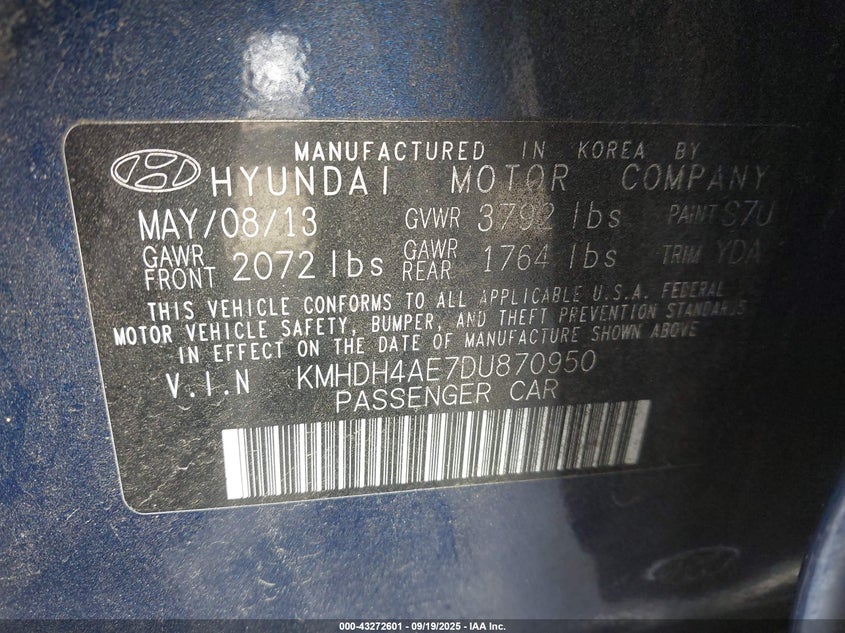 MANUFACTURED IN KOREA BY
HYUNDAI MOTOR COMPANY
MAY/08/13 GVWR 3792 lbs PAINT S7U
GAWR FRONT 2072 lbs GAWR REAR 1764 lbs TRIM YDA
THIS VEHICLE CONFORMS TO ALL APPLICABLE U.S.A. FEDERAL
MOTOR VEHICLE SAFETY, BUMPER, AND THEFT PREVENTION STANDARDS
IN EFFECT ON THE DATE OF MANUFACTURE SHOWN ABOVE
V.I.N KMHDH4AE7DU870950
PASSENGER CAR
000-43272601 - 09/19/2025 - IAA Inc.